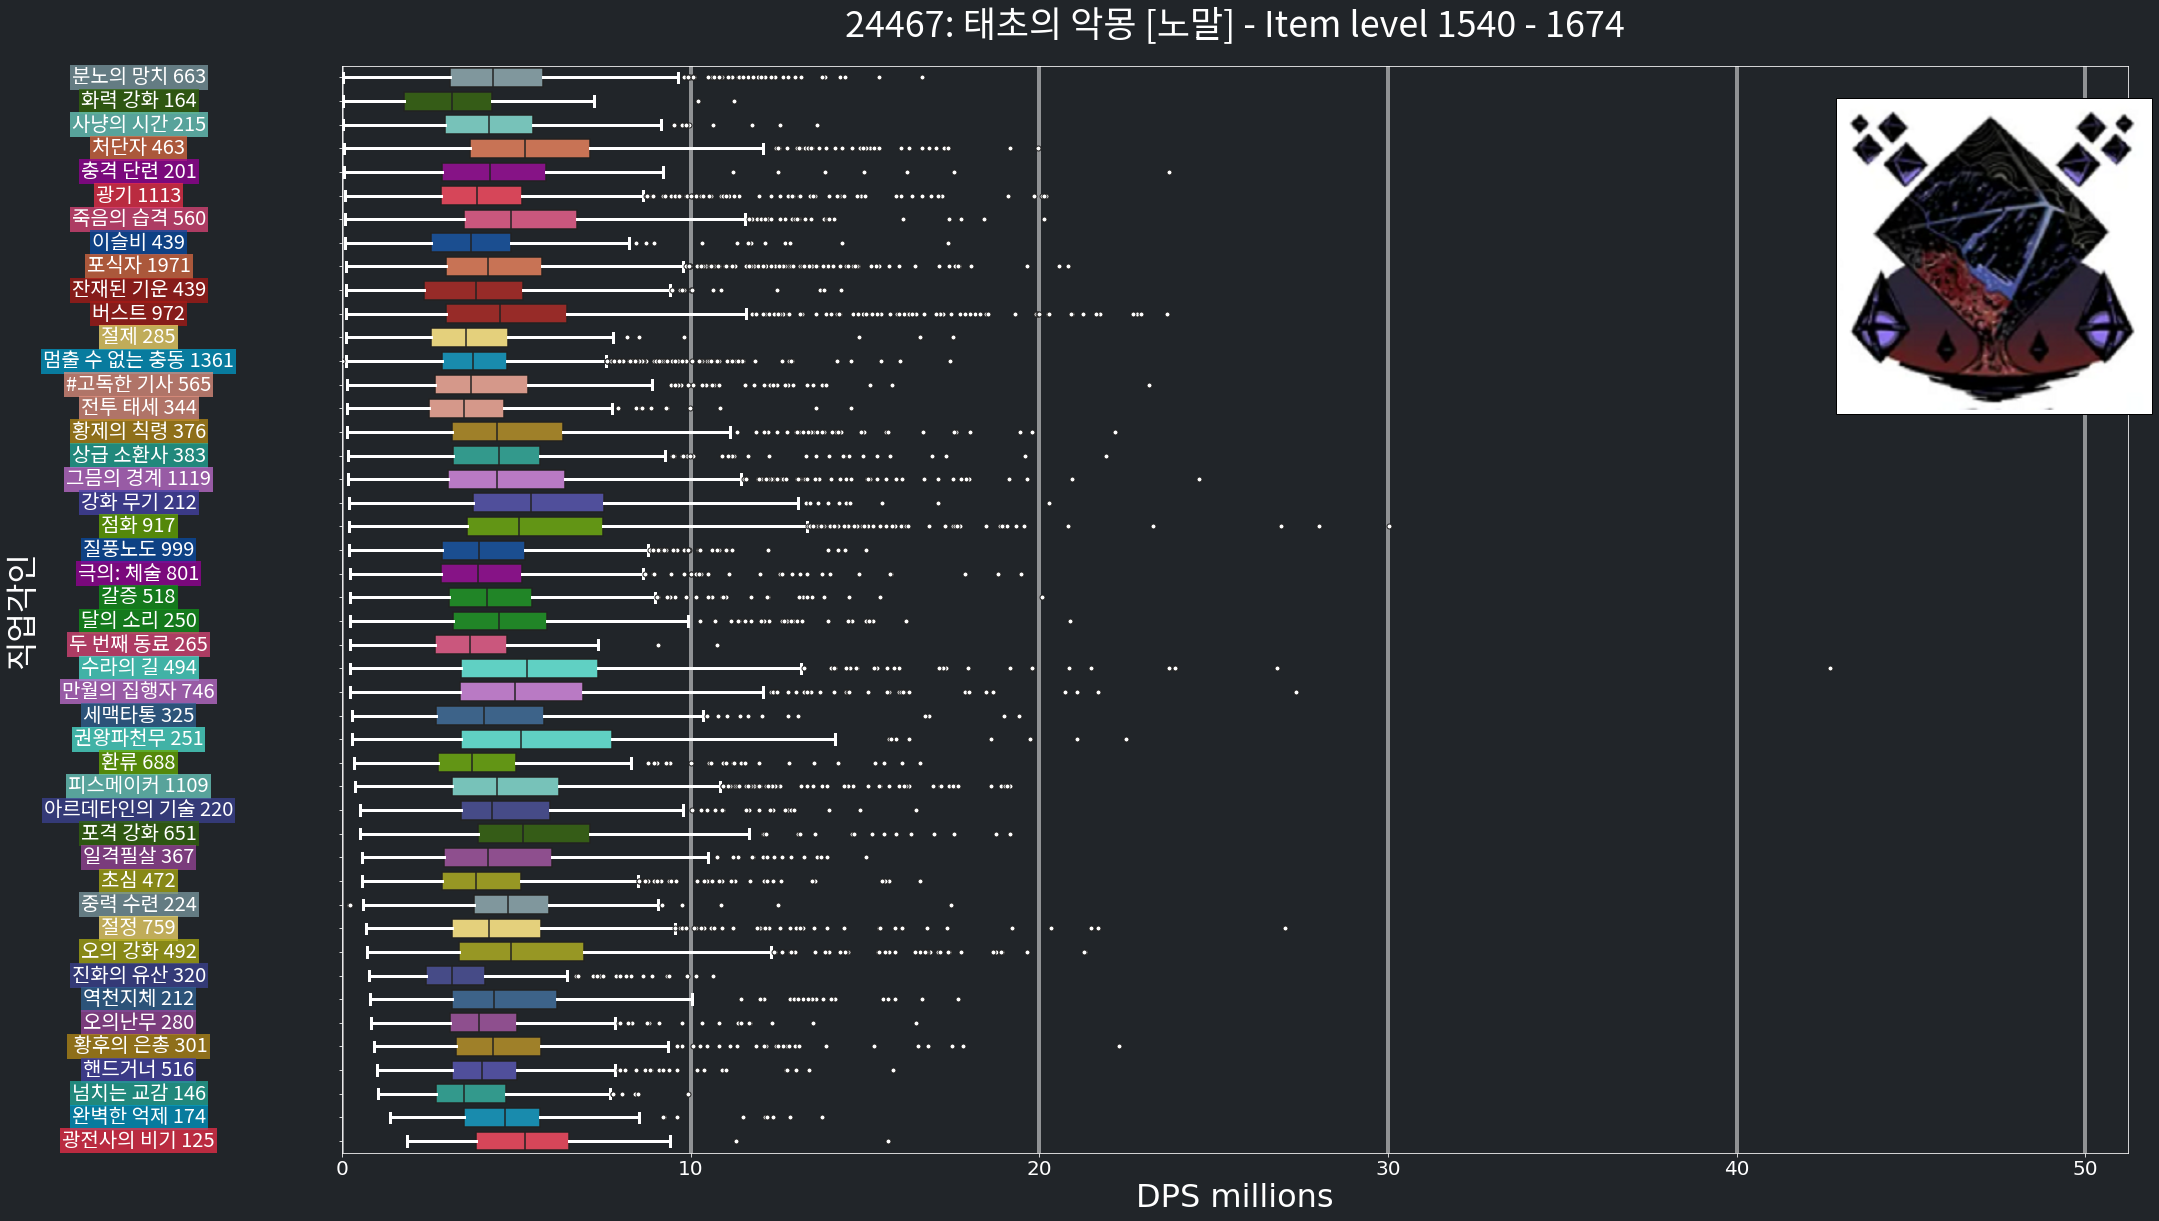 24467: 태초의 악몽 [노말] - Item level 1540 - 1674
직업각인
분노의 망치 663
화력 강화 164
사냥의 시간 215
처단자 463
충격 단련 201
광기 1113
죽음의 습격 560
이슬비 439
포식자 1971
잔재된 기운 439
버스트 972
절제 285
멈출 수 없는 충동 1361
#고독한 기사 565
전투 태세 344
황제의 칙령 376
상급 소환사 383
그믐의 경계 1119
강화 무기 212
점화 917
질풍노도 999
극의: 체술 801
갈증 518
달의 소리 250
두 번째 동료 265
수라의 길 494
만월의 집행자 746
세맥타통 325
권왕파천무 251
환류 688
피스메이커 1109
아르데타인의 기술 220
포격 강화 651
일격필살 367
초심 472
중력 수련 224
절정 759
오의 강화 492
진화의 유산 320
역천지체 212
오의난무 280
황후의 은총 301
핸드거너 516
넘치는 교감 146
완벽한 억제 174
광전사의 비기 125
0 10 20 30 40 50
DPS millions